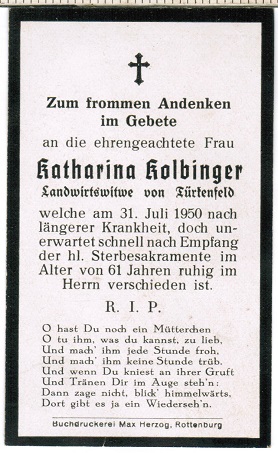 Zum frommen Andenken
im Gebete
an die ehrengeachtete Frau
Katharina Kolbinger
Landwirtswitwe von Türkenfeld
welche am 31. Juli 1950 nach
längerer Krankheit, doch un-
erwartet schnell nach Empfang
der hl. Sterbesakramente im
Alter von 61 Jahren ruhig im
Herrn verschieden ist.
R. I. P.
O hast Du noch ein Mütterchen
O tu ihm, was du kannst, zu lieb,
Und mach' ihm jede Stunde froh,
Und mach' ihm keine Stunde trüb.
Und wenn Du kniest an ihrer Gruft
Und Tränen Dir im Auge steh'n:
Dann zage nicht, blick' himmelwärts,
Dort gibt es ja ein Wiederseh'n.
Buchdruckerei Max Herzog, Rottenburg